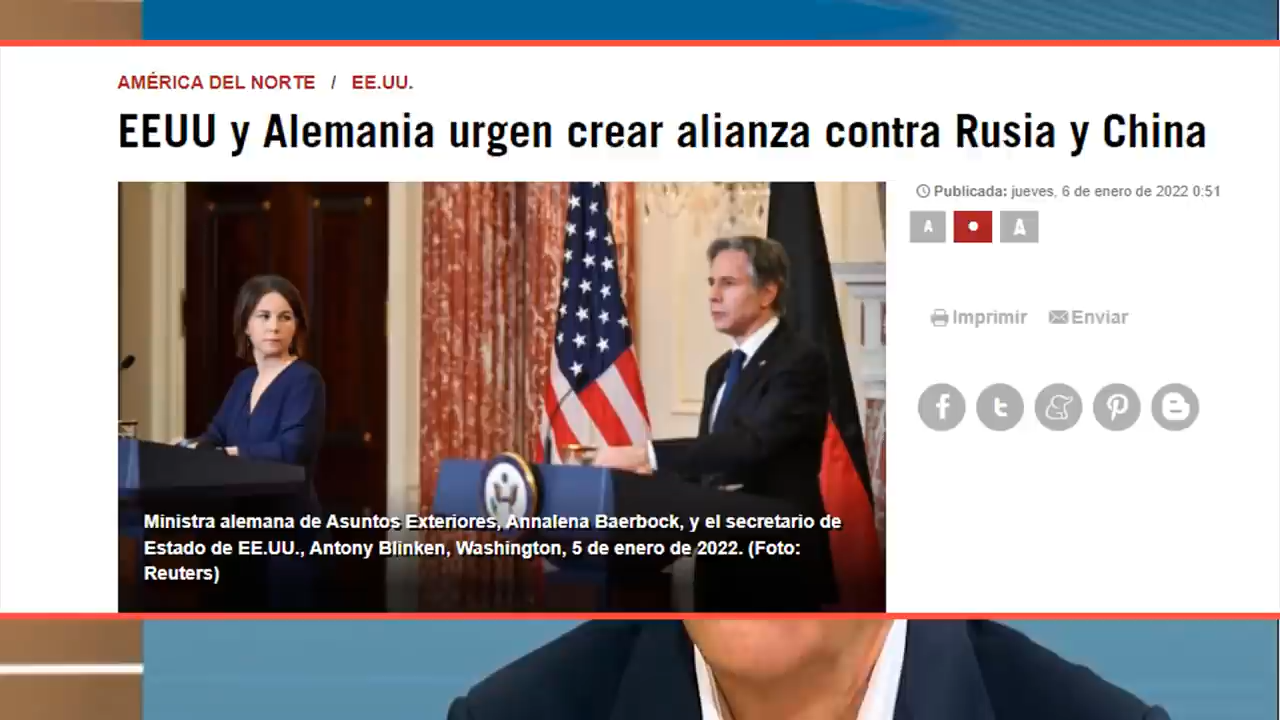 AMÉRICA DEL NORTE / EE.UU.
EEUU y Alemania urgen crear alianza contra Rusia y China
Publicada: jueves, 6 de enero de 2022 0:51
A A
Imprimir Enviar
Ministra alemana de Asuntos Exteriores, Annalena Baerbock, y el secretario de
Estado de EE.UU., Antony Blinken, Washington, 5 de enero de 2022. (Foto:
Reuters)